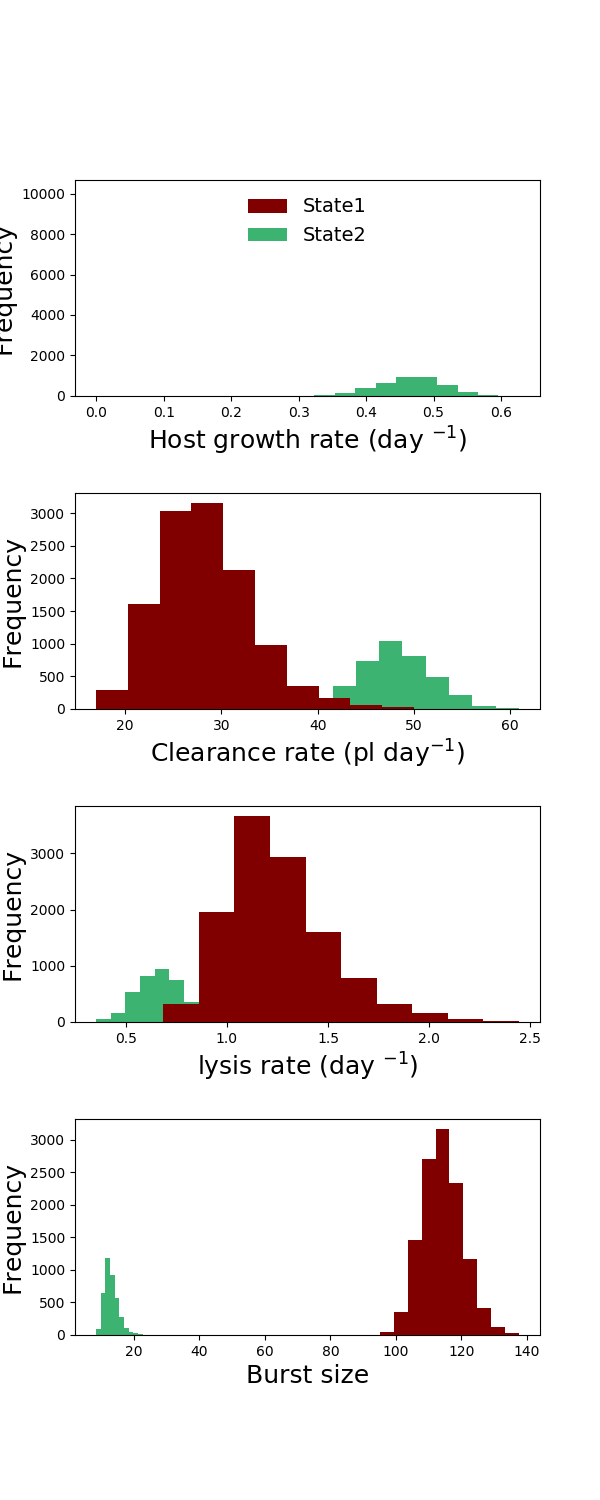 10000
8000
6000
4000
2000
0
Frequency
State1
State2
0.0 0.1 0.2 0.3 0.4 0.5 0.6
Host growth rate (day ⁻¹)
3000
2500
2000
1500
1000
500
0
Frequency
20 30 40 50 60
Clearance rate (pl day⁻¹)
3000
2000
1000
0
Frequency
0.5 1.0 1.5 2.0 2.5
lysis rate (day ⁻¹)
3000
2500
2000
1500
1000
500
0
Frequency
20 40 60 80 100 120 140
Burst size